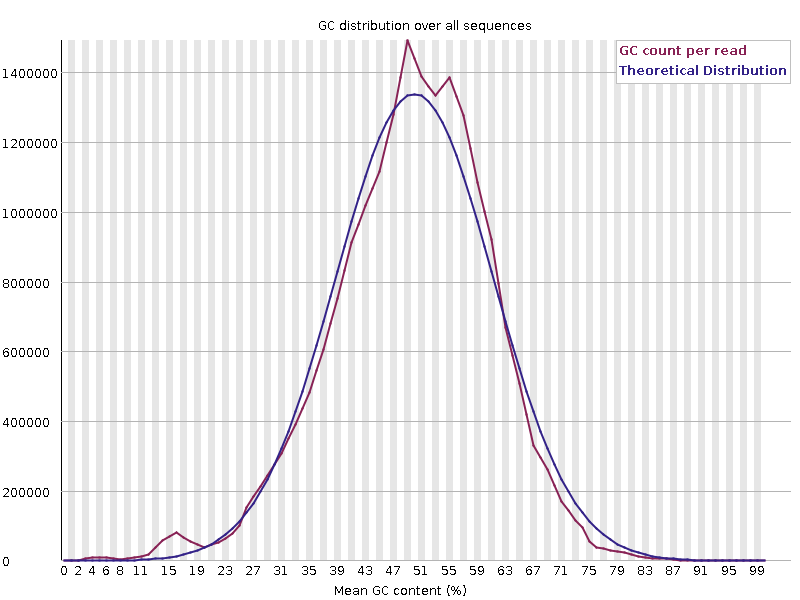 GC distribution over all sequences
GC count per read
Theoretical Distribution
1400000
1200000
1000000
800000
600000
400000
200000
0
0 2 4 6 8 11 15 19 23 27 31 35 39 43 47 51 55 59 63 67 71 75 79 83 87 91 95 99
Mean GC content (%)